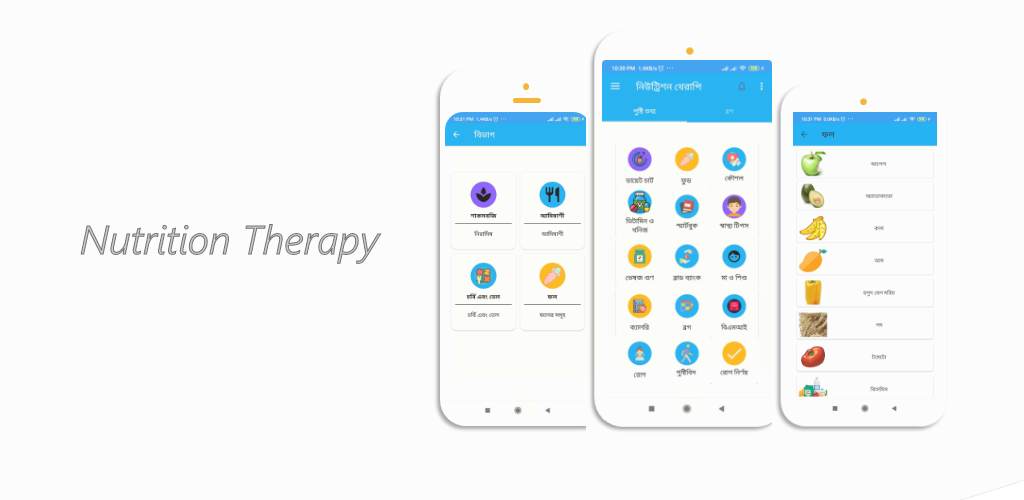 Nutrition Therapy
10:31 PM
বিভাগ
শাকসবজি
নিরামিষ
আমিষাশী
আমিষাশী
চর্বি এবং তেল
চর্বি এবং তেল
ফল
ফলের সমূহ
10:30 PM
নিউট্রিশন থেরাপি
পুষ্টি তথ্য
ব্লগ
ডায়েট চার্ট
ফুড
কৌশল
ভিটামিন ও
খনিজ
স্মার্টবুক
স্বাস্থ্য টিপস
ভেষজ গুণ
ব্লাড ব্যাংক
মা ও শিশু
ক্যালরি
ব্লগ
বিএমআই
রোগ
পুষ্টিবিদ
রোগ নির্ণয়
10:31 PM
ফল
আপেল
অ্যাভোকাডো
কলা
আম
হলুদ বেল মরিচ
গম
টমেটো